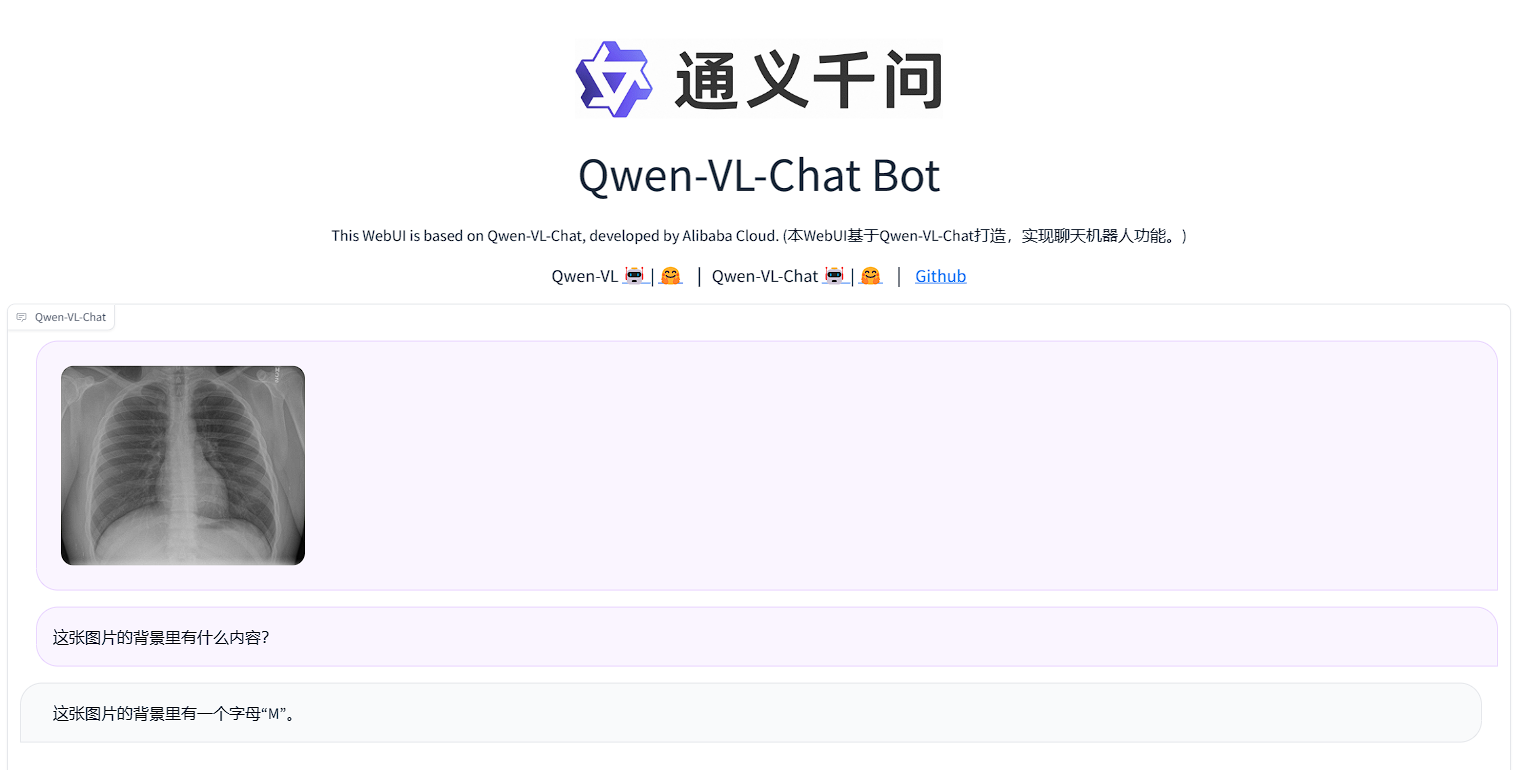 通义千问
Qwen-VL-Chat Bot
This WebUI is based on Qwen-VL-Chat, developed by Alibaba Cloud. (本WebUI基于Qwen-VL-Chat打造，实现聊天机器人功能。)
Qwen-VL 🤖 | 🤗 | Qwen-VL-Chat 🤖 | 🤗 | Github
Qwen-VL-Chat
这张图片的背景里有什么内容？
这张图片的背景里有一个字母“M”。